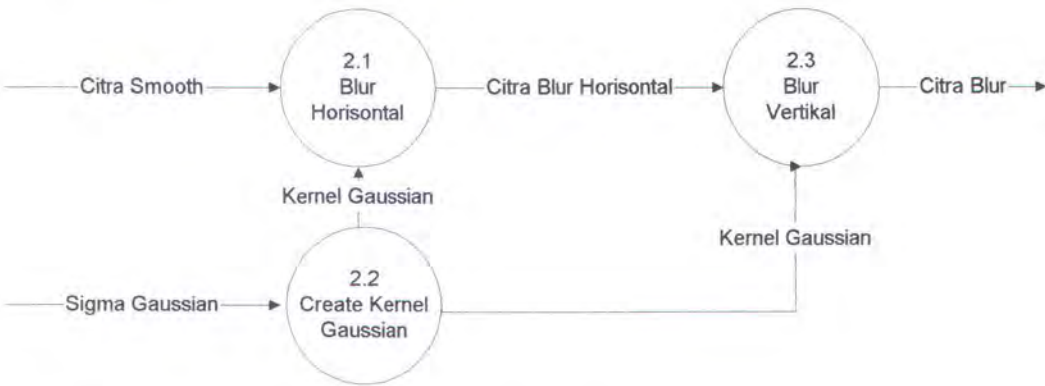 2.1
Blur
Horisontal
2.3
Blur
Vertikal
Citra Smooth
Citra Blur Horisontal
Citra Blur
Kernel Gaussian
Kernel Gaussian
2.2
Create Kernel
Gaussian
Sigma Gaussian